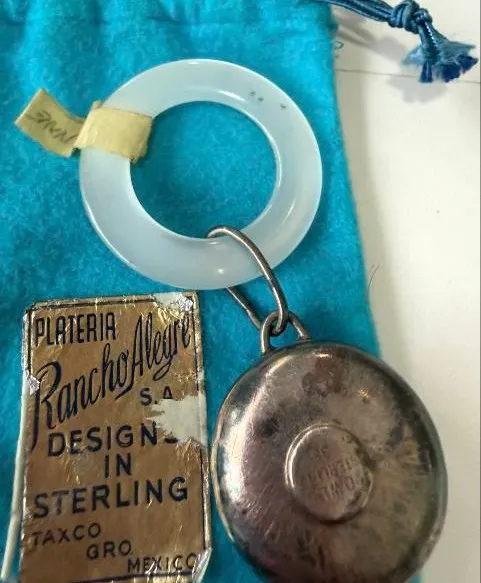 PLATERIA
Rancho Alegre
S.A.
DESIGNS
IN
STERLING
TAXCO
GRO
MEXICO